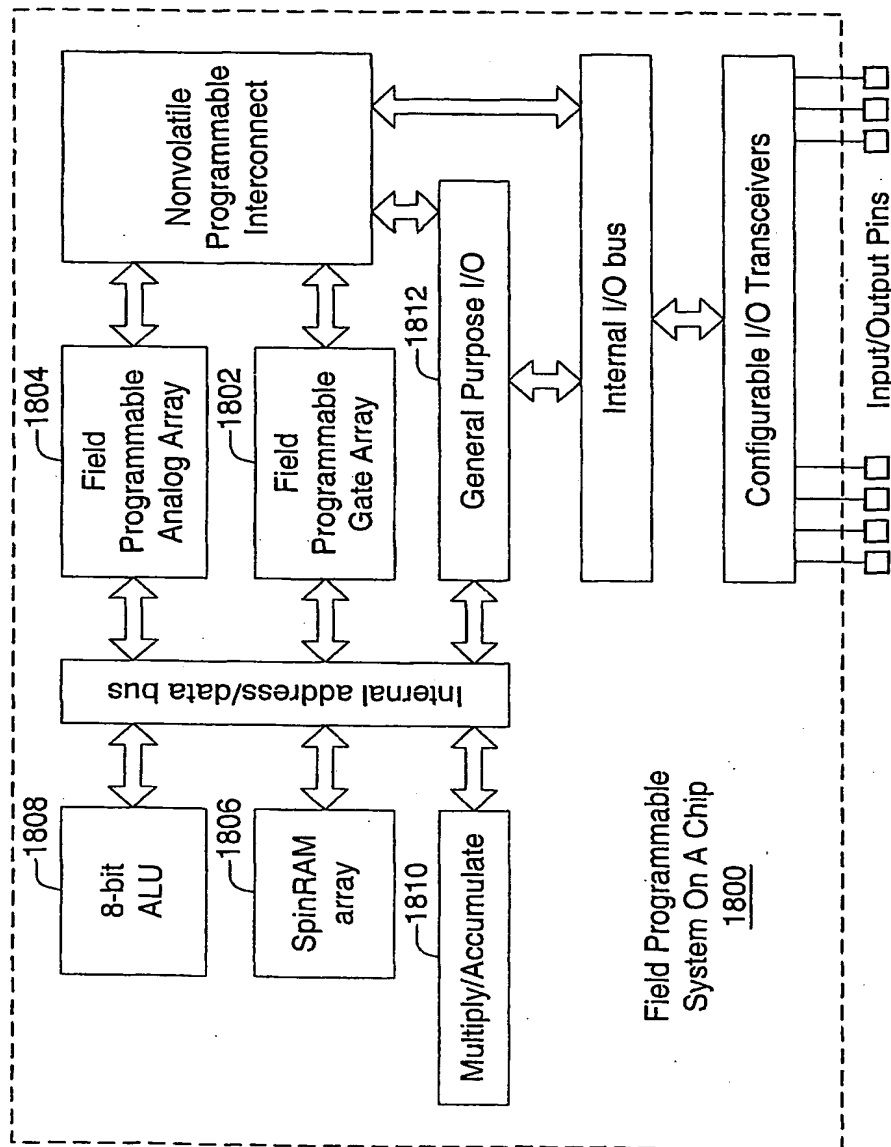 8-bit
ALU
1808
SpinRAM
array
1806
Multiply/Accumulate
1810
Internal address/data bus
Field
Programmable
Analog Array
1804
Field
Programmable
Gate Array
1802
General Purpose I/O
1812
Nonvolatile
Programmable
Interconnect
Internal I/O bus
Configurable I/O Transceivers
Input/Output Pins
Field Programmable
System On A Chip
1800